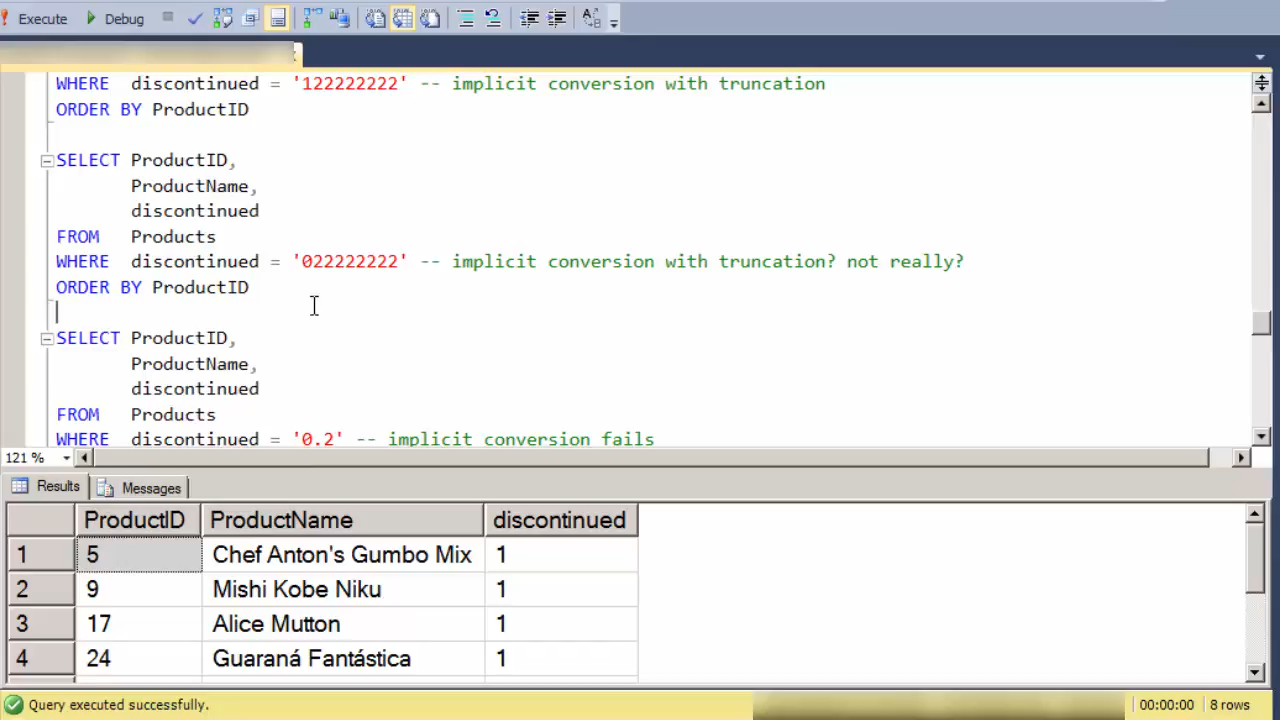 Execute Debug
WHERE discontinued = '122222222' -- implicit conversion with truncation
ORDER BY ProductID
SELECT ProductID,
ProductName,
discontinued
FROM Products
WHERE discontinued = '022222222' -- implicit conversion with truncation? not really?
ORDER BY ProductID
SELECT ProductID,
ProductName,
discontinued
FROM Products
WHERE discontinued = '0.2' -- implicit conversion fails
121 %
Results Messages
ProductID ProductName discontinued
1 5 Chef Anton's Gumbo Mix 1
2 9 Mishi Kobe Niku 1
3 17 Alice Mutton 1
4 24 Guaraná Fantástica 1
Query executed successfully. 00:00:00 8 rows